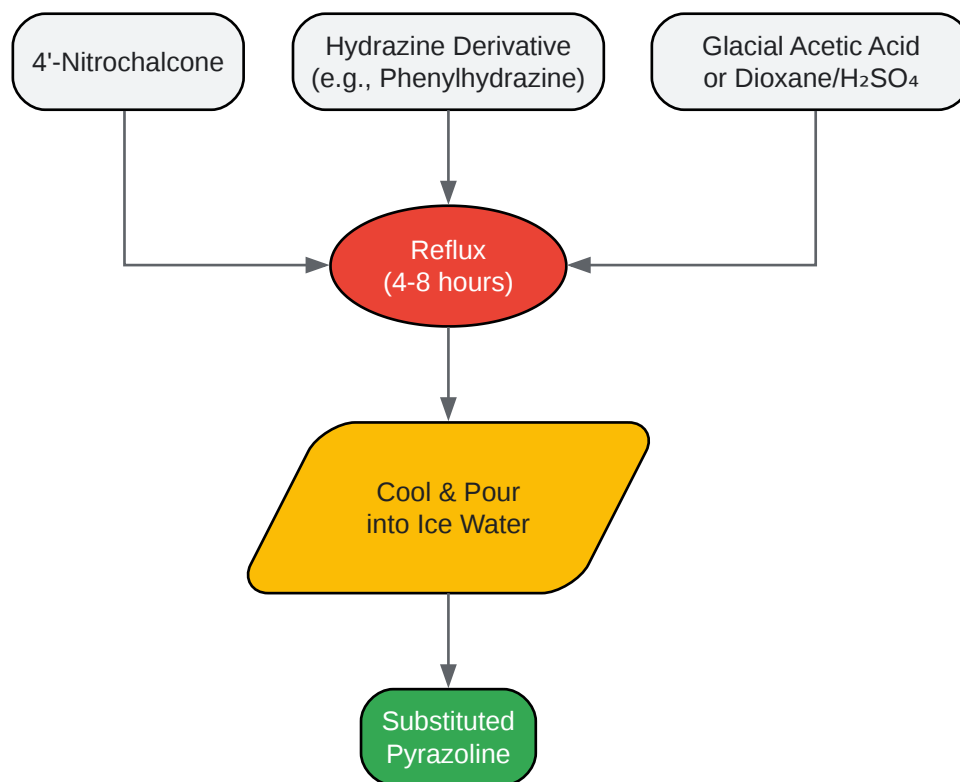 4'-Nitrochalcone
Hydrazine Derivative
(e.g., Phenylhydrazine)
Glacial Acetic Acid
or Dioxane/H₂SO₄
Reflux
(4-8 hours)
Cool & Pour
into Ice Water
Substituted
Pyrazoline